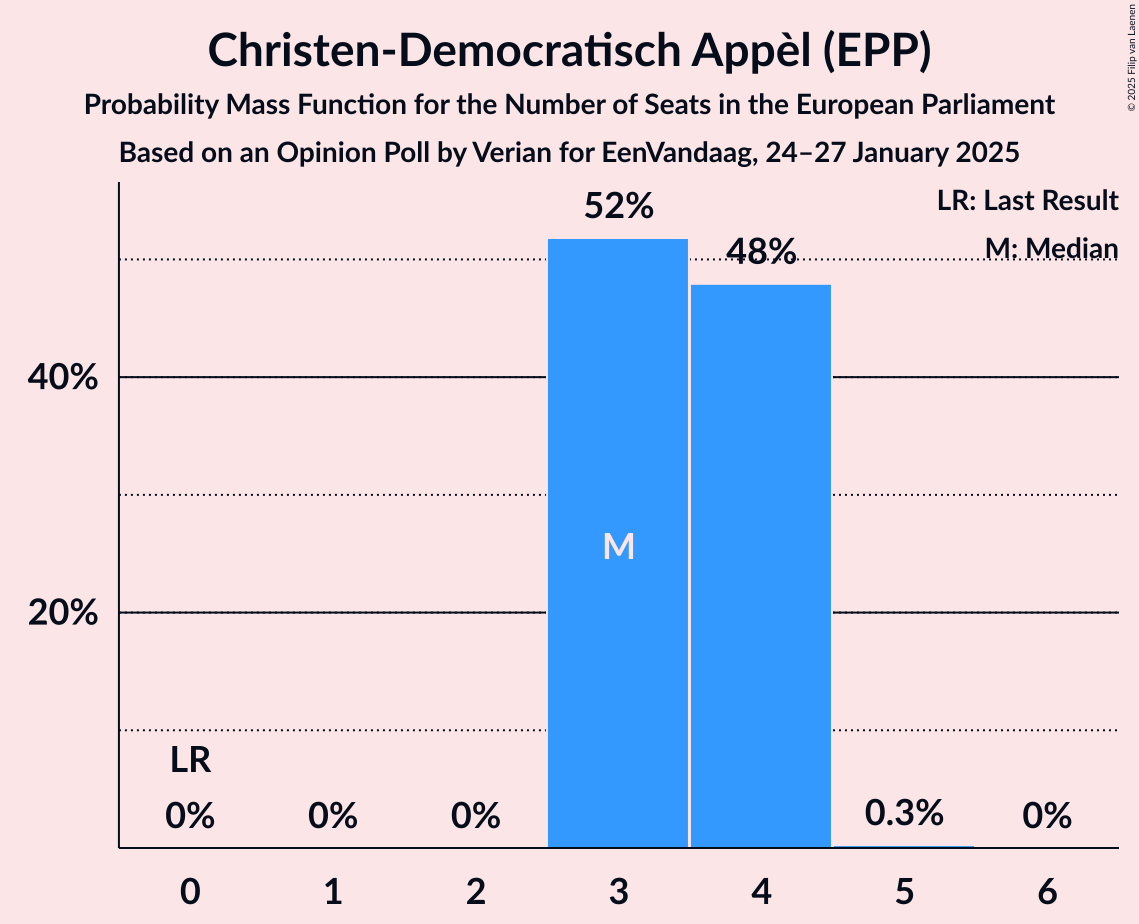 Christen-Democratisch Appèl (EPP)
Probability Mass Function for the Number of Seats in the European Parliament
Based on an Opinion Poll by Verian for EenVandaag, 24–27 January 2025
© 2025 Filip van Laenen
LR: Last Result
M: Median
52%
48%
40%
M
20%
LR
0%
0%
0%
0.3%
0%
0
1
2
3
4
5
6